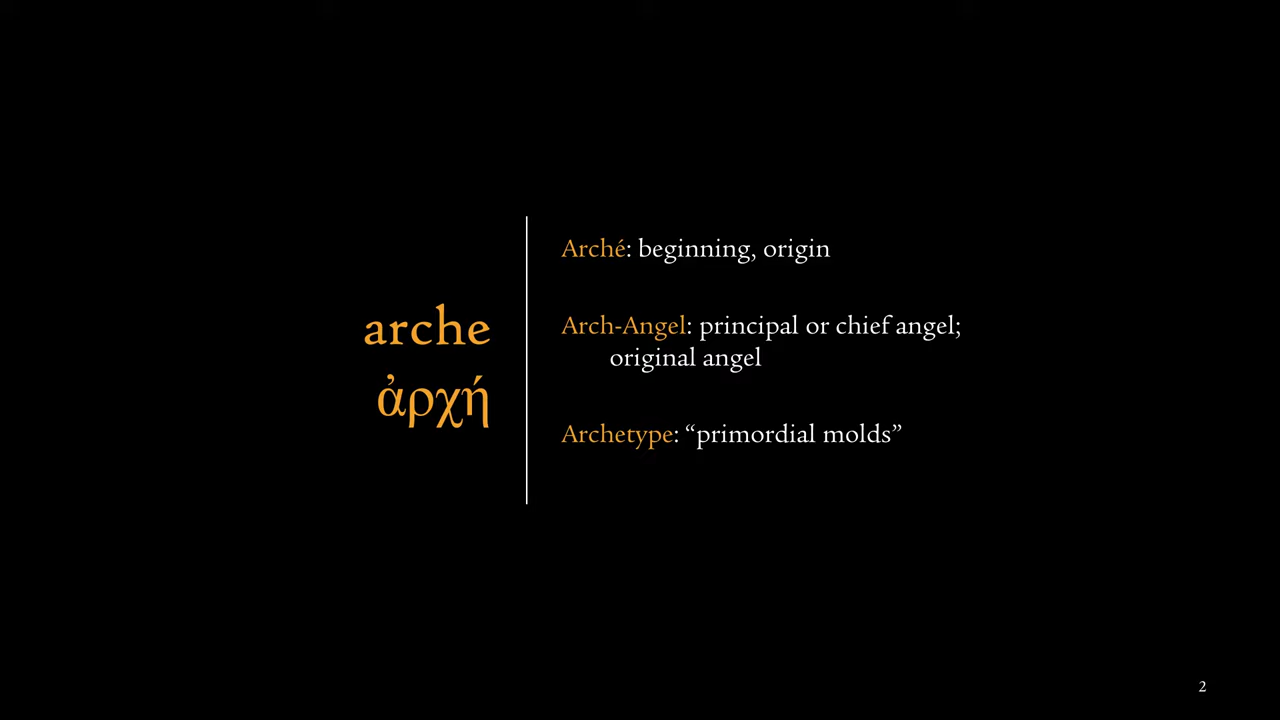 arche
ἀρχή
Arché: beginning, origin
Arch-Angel: principal or chief angel;
original angel
Archetype: “primordial molds”
2